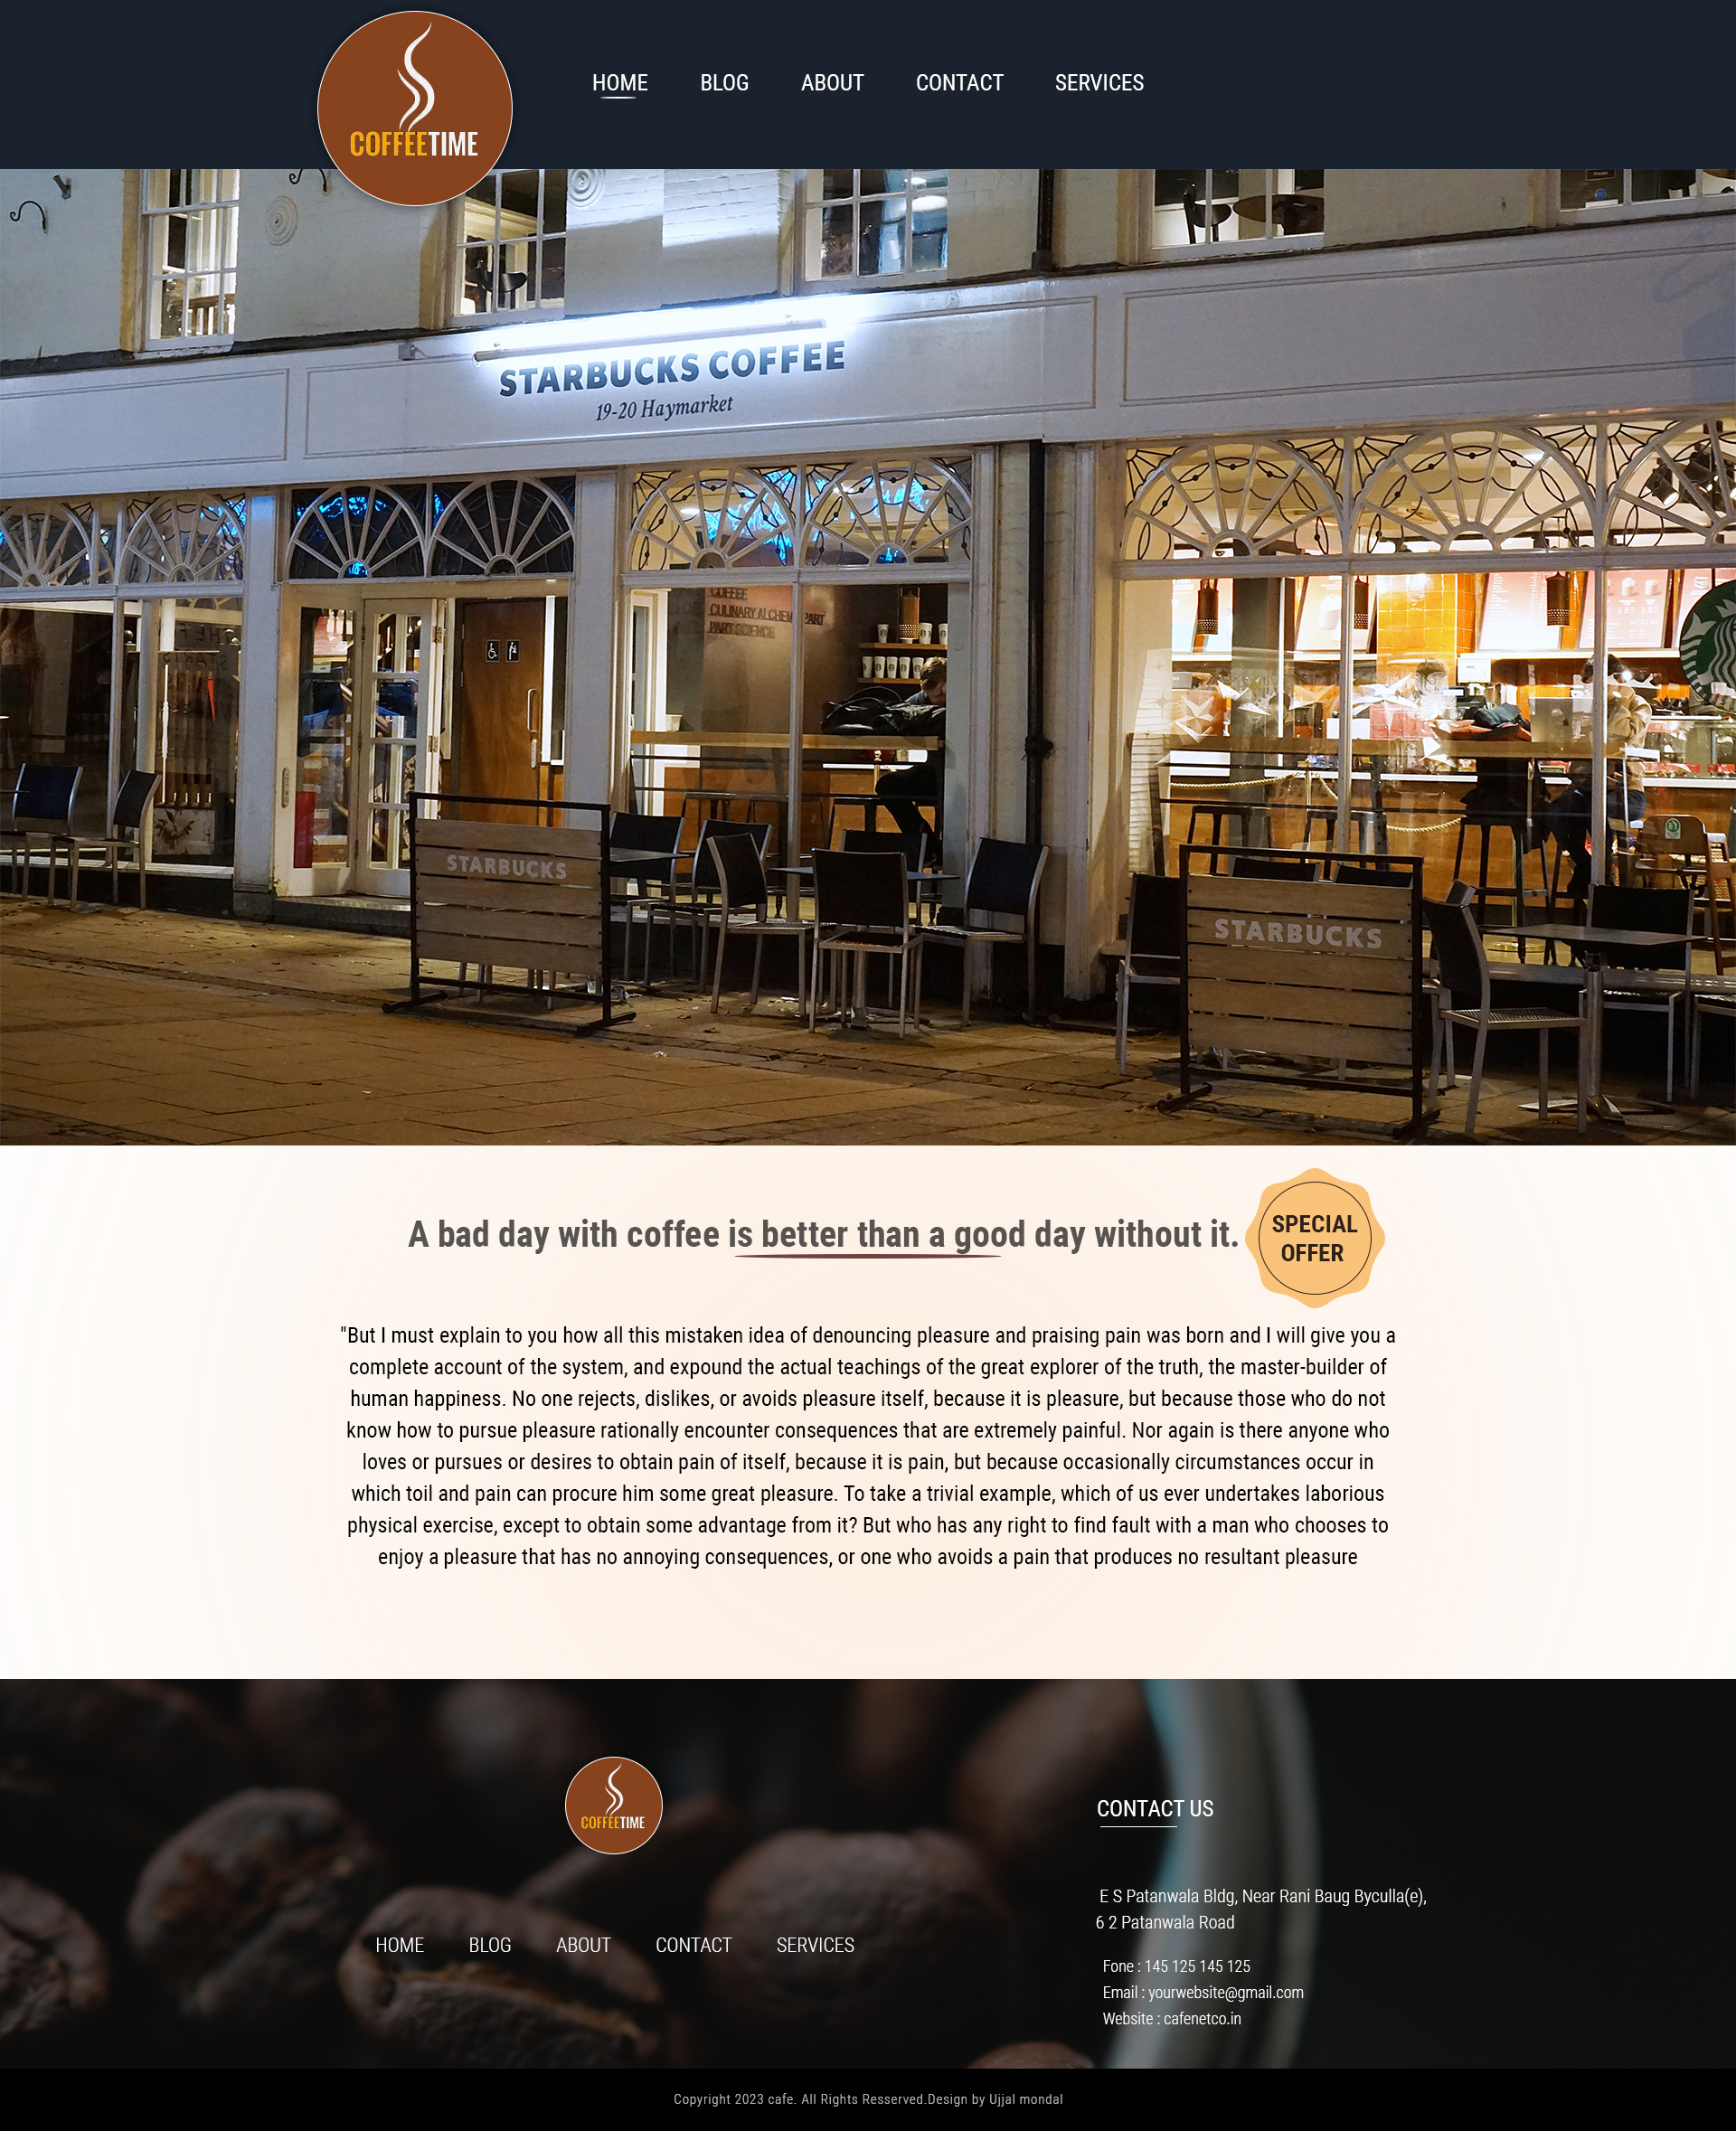 COFFEETIME
HOME BLOG ABOUT CONTACT SERVICES
STARBUCKS COFFEE
19-20 Haymarket
COFFEE
CULINARY ALCHEMY PART
PART SCIENCE
STARBUCKS
STARBUCKS
A bad day with coffee is better than a good day without it.
SPECIAL
OFFER
"But I must explain to you how all this mistaken idea of denouncing pleasure and praising pain was born and I will give you a
complete account of the system, and expound the actual teachings of the great explorer of the truth, the master-builder of
human happiness. No one rejects, dislikes, or avoids pleasure itself, because it is pleasure, but because those who do not
know how to pursue pleasure rationally encounter consequences that are extremely painful. Nor again is there anyone who
loves or pursues or desires to obtain pain of itself, because it is pain, but because occasionally circumstances occur in
which toil and pain can procure him some great pleasure. To take a trivial example, which of us ever undertakes laborious
physical exercise, except to obtain some advantage from it? But who has any right to find fault with a man who chooses to
enjoy a pleasure that has no annoying consequences, or one who avoids a pain that produces no resultant pleasure
COFFEETIME
HOME BLOG ABOUT CONTACT SERVICES
CONTACT US
E S Patanwala Bldg, Near Rani Baug Byculla(e),
6 2 Patanwala Road
Fone : 145 125 145 125
Email : yourwebsite@gmail.com
Website : cafenetco.in
Copyright 2023 cafe. All Rights Resserved.Design by Ujjal mondal